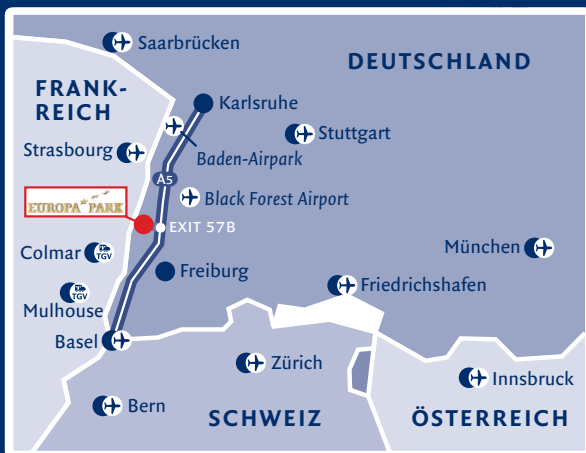 Saarbrücken
DEUTSCHLAND
FRANK-
REICH
Karlsruhe
Stuttgart
Strasbourg
Baden-Airpark
A5
Black Forest Airport
EUROPA PARK
EXIT 57B
Colmar
TGV
München
Freiburg
Friedrichshafen
TGV
Mulhouse
Basel
Zürich
Innsbruck
Bern
SCHWEIZ
ÖSTERREICH